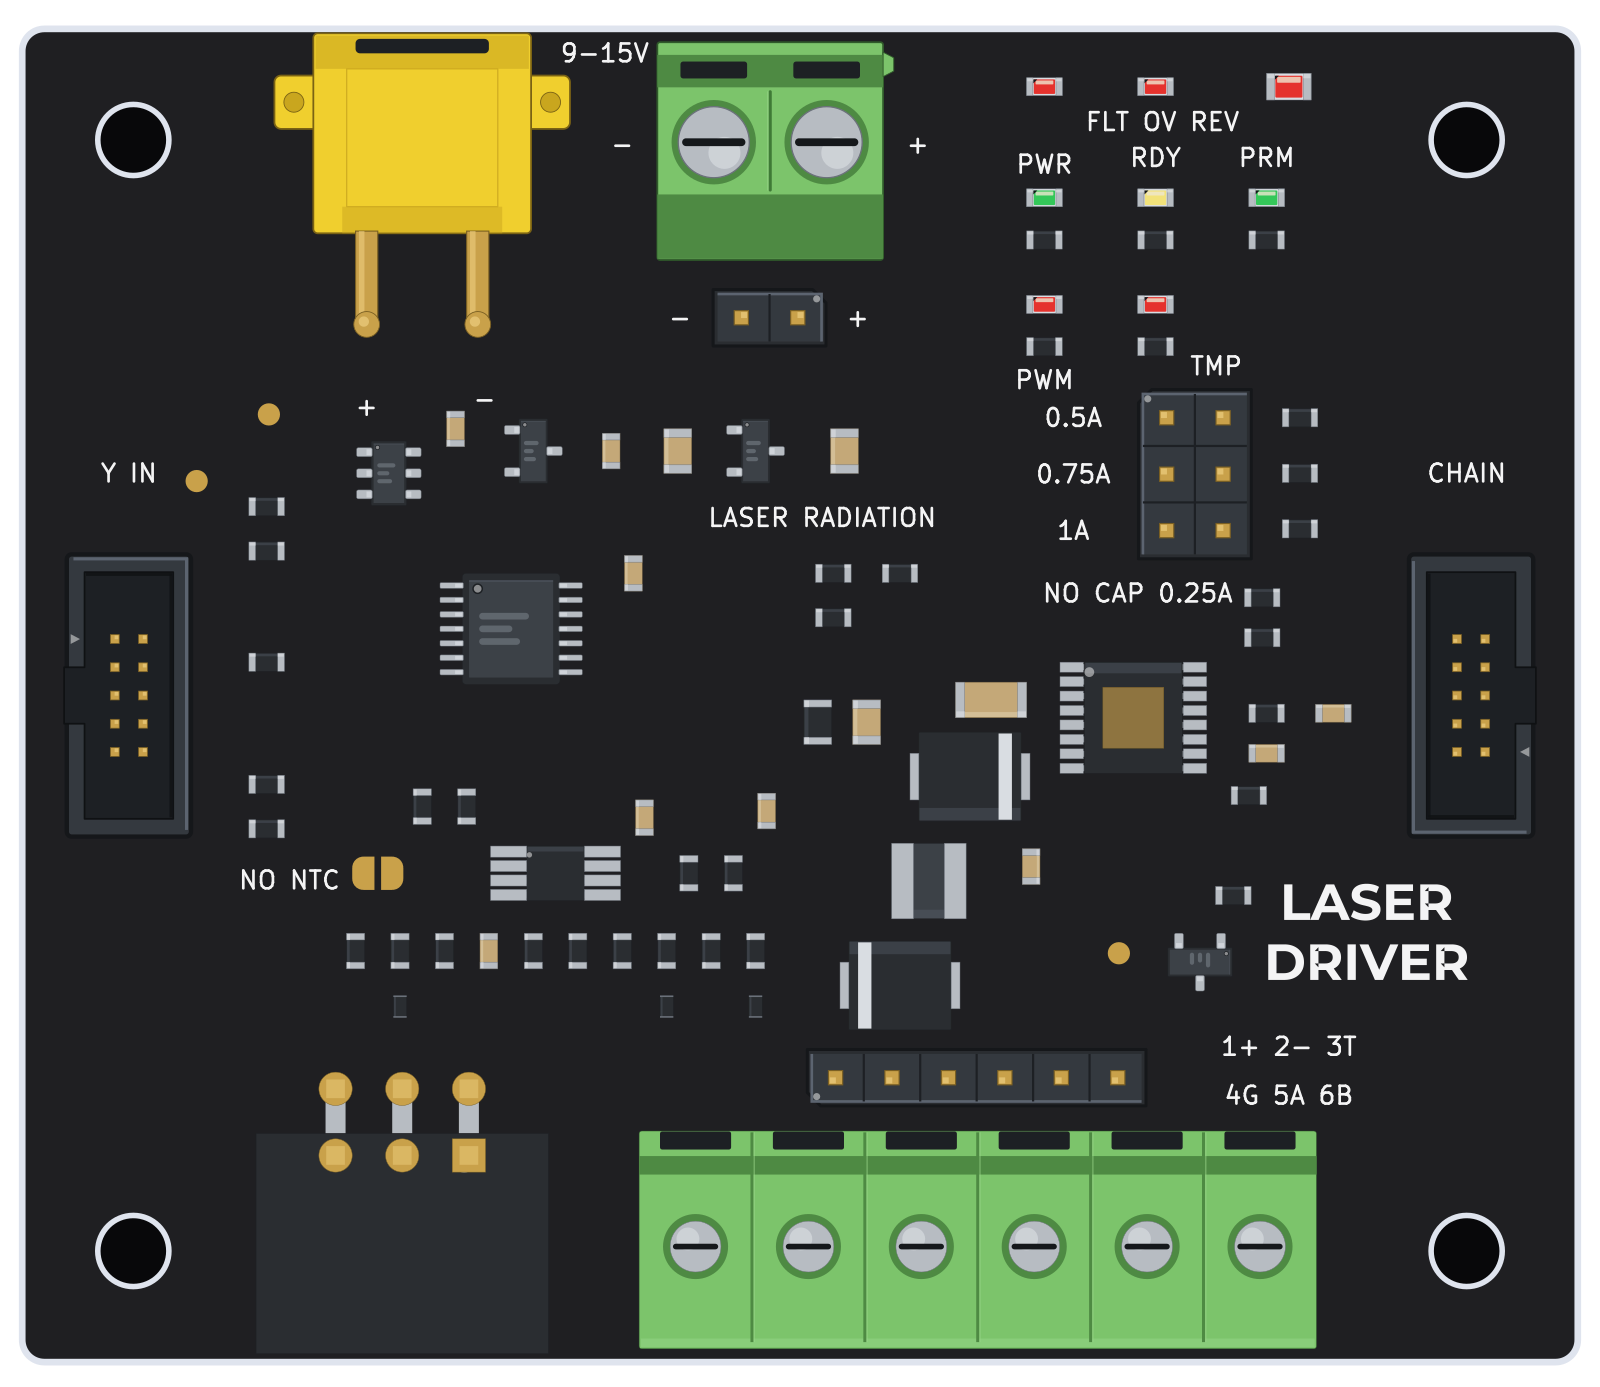 9-15V
- +
FLT OV REV
PWR RDY PRM
- +
TMP
PWM
+ -
0.5A
Y IN
0.75A
CHAIN
LASER RADIATION
1A
NO CAP 0.25A
NO NTC
LASER
DRIVER
1+ 2- 3T
4G 5A 6B